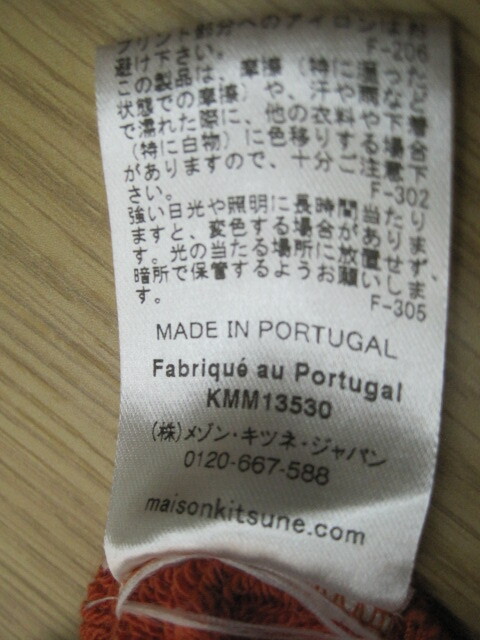 プリント部分へのアイロンはお
避け下さい。 F-206
この製品は、摩擦（特に湿った
状態での摩擦）や、汗や雨など
で濡れた際に、他の衣料や下着
（特に白物）に色移りする場合
がありますので、十分ご注意下
さい。 F-302
強い日光や照明に長時間当たり
ますと、変色する場合がありま
す。光の当たる場所に放置せず、
暗所で保管するようお願いしま
す。 F-305
MADE IN PORTUGAL
Fabriqué au Portugal
KMM13530
(株)メゾン・キツネ・ジャパン
0120-667-588
maisonkitsune.com